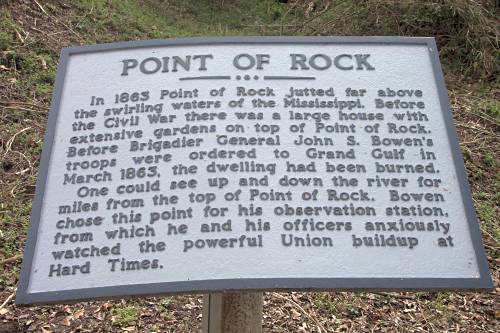 POINT OF ROCK
In 1863 Point of Rock jutted far above
the swirling waters of the Mississippi. Before
the Civil War there was a large house with
extensive gardens on top of Point of Rock.
Before Brigadier General John S. Bowen's
troops were ordered to Grand Gulf in
March 1863, the dwelling had been burned.
One could see up and down the river for
miles from the top of Point of Rock. Bowen
chose this point for his observation station,
from which he and his officers anxiously
watched the powerful Union buildup at
Hard Times.